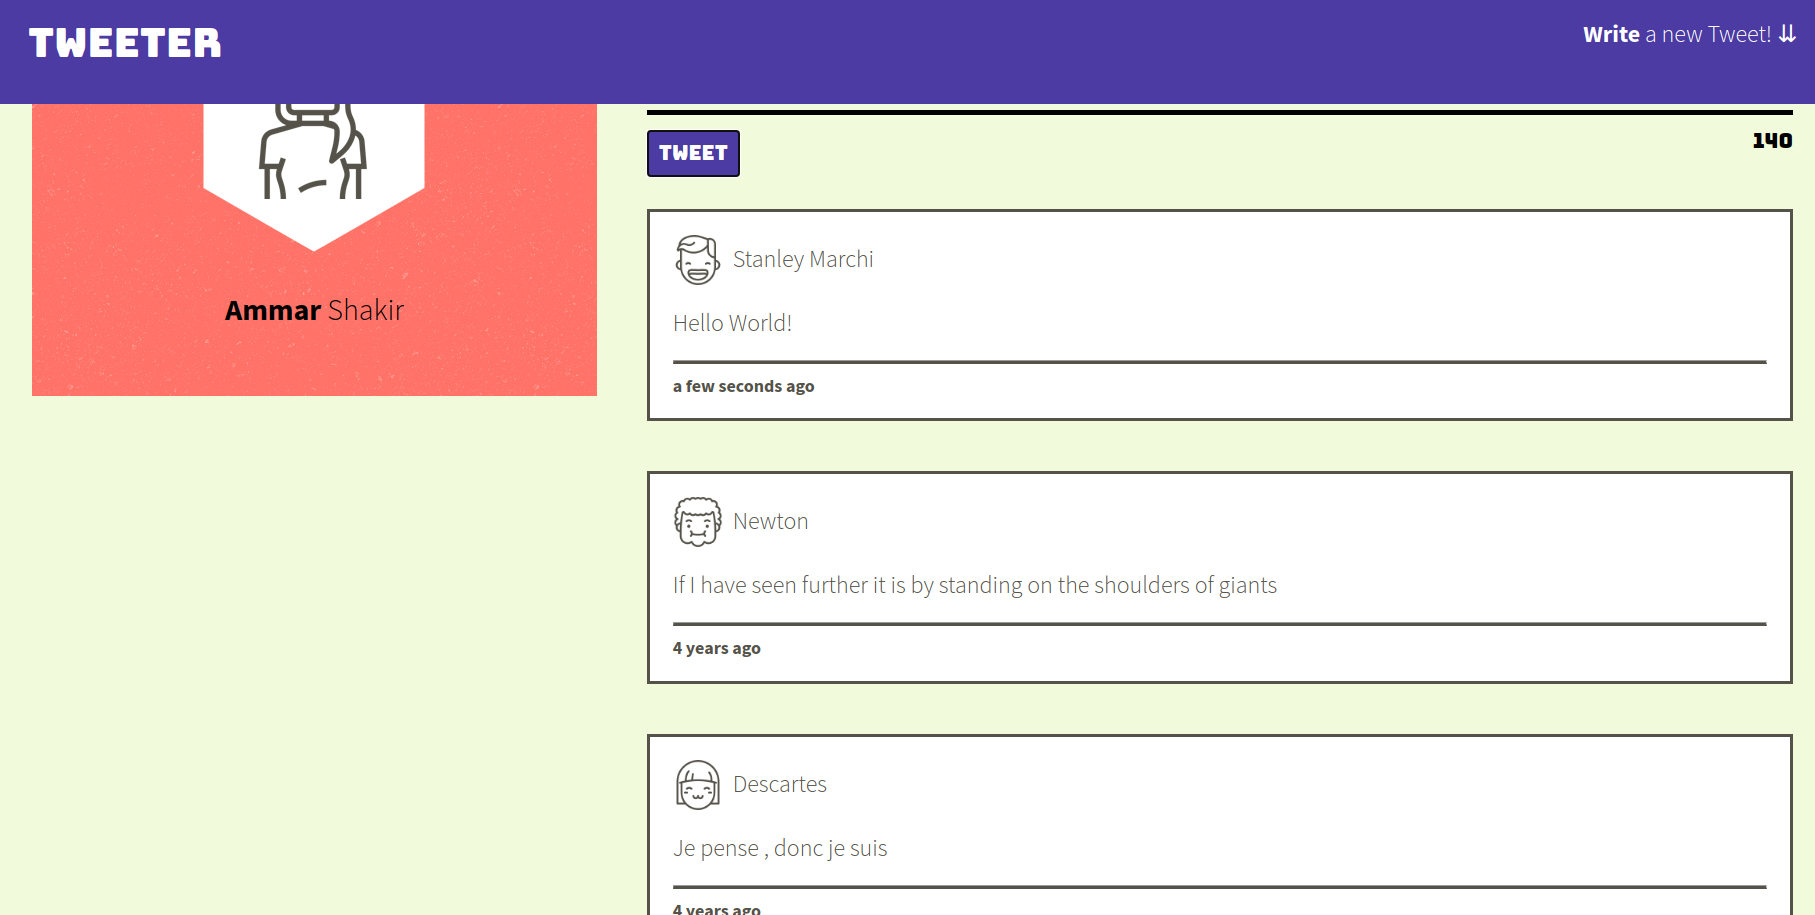 TWEETER
Write a new Tweet! ⇊
Ammar Shakir
TWEET
140
Stanley Marchi
Hello World!
a few seconds ago
Newton
If I have seen further it is by standing on the shoulders of giants
4 years ago
Descartes
Je pense , donc je suis
4 years ago